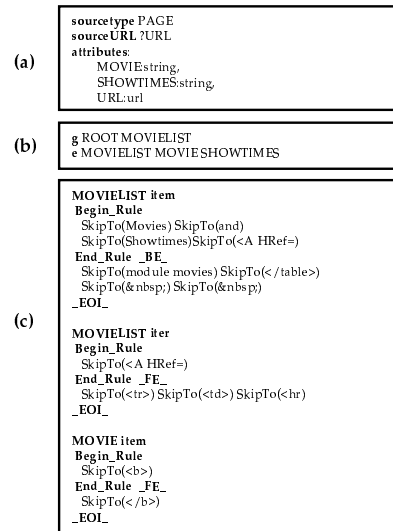 (a)
sourcetype PAGE
sourceURL ?URL
attributes:
MOVIE:string,
SHOWTIMES:string,
URL:url
(b)
g ROOT MOVIELIST
e MOVIELIST MOVIE SHOWTIMES
(c)
MOVIELIST item
Begin_Rule
SkipTo(Movies) SkipTo(and)
SkipTo(Showtimes)SkipTo(<A HRef=)
End_Rule _BE_
SkipTo(module movies) SkipTo(</table>)
SkipTo(&nbsp;) SkipTo(&nbsp;)
_EOI_
MOVIELIST iter
Begin_Rule
SkipTo(<A HRef=)
End_Rule _FE_
SkipTo(<tr>) SkipTo(<td>) SkipTo(<hr)
_EOI_
MOVIE item
Begin_Rule
SkipTo(<b>)
End_Rule _FE_
SkipTo(</b>)
_EOI_